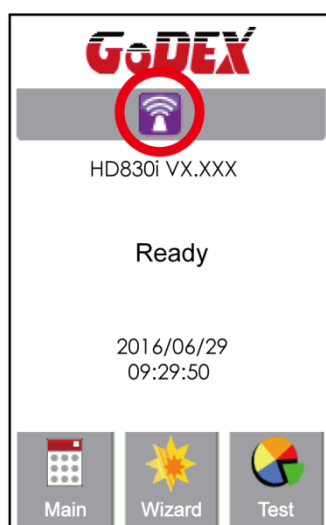 GoDEX
HD830i VX.XXX
Ready
2016/06/29
09:29:50
Main
Wizard
Test